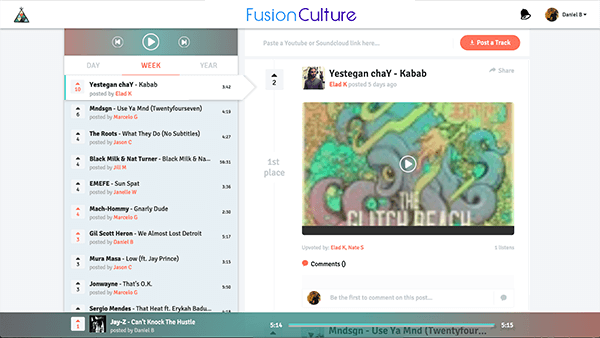 FusionCulture
Daniel B
Paste a Youtube or Soundcloud link here...
Post a Track
DAY WEEK YEAR
10 Yestegan chaY - Kabab 3:42
posted by Elad K
6 Mndsgn - Use Ya Mnd (Twentyfourseven) 4:19
posted by Marcelo G
4 The Roots - What They Do (No Subtitles) 4:27
posted by Jason C
4 Black Milk & Nat Turner - Black Milk & Na... 56:31
posted by Jill M
4 EMEFE - Sun Spat 3:36
posted by Janelle W
4 Mach-Hommy - Gnarly Dude 2:30
posted by Marcelo G
3 Gil Scott Heron - We Almost Lost Detroit 5:17
posted by Daniel B
3 Mura Masa - Low (ft. Jay Prince) 3:15
posted by Jason C
3 Jonwayne - That's O.K. 2:50
posted by Marcelo G
Sergio Mendes - That Heat ft. Erykah Badu...
2
1st
place
Yestegan chaY - Kabab
Elad K posted 3 days ago
Share
THE
GLITCH BEACH
Upvoted by: Elad K, Nate S
5 listens
Comments ()
Be the first to comment on this post...
Mndsgn - Use Ya Mnd (Twentyfour...
1 Jay-Z - Can't Knock The Hustle
posted by Daniel B
5:14 5:15